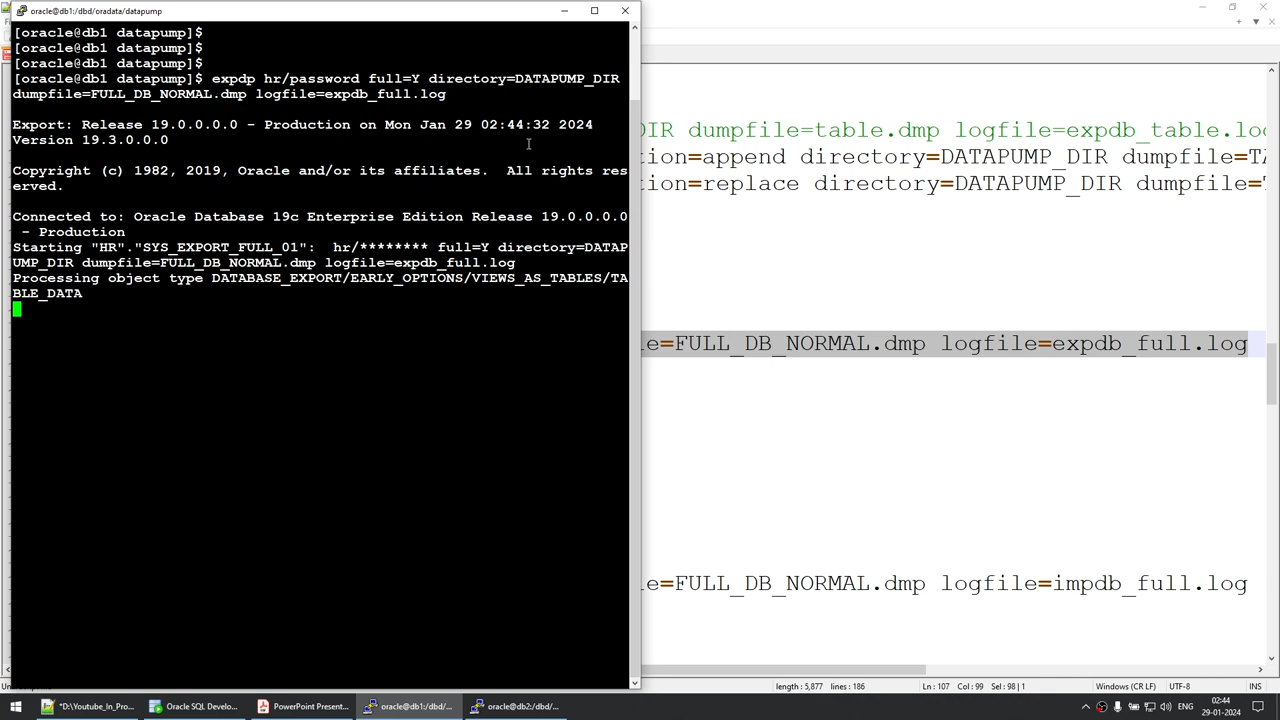 oracle@db1:/dbd/oradata/datapump
[oracle@db1 datapump]$
[oracle@db1 datapump]$
[oracle@db1 datapump]$
[oracle@db1 datapump]$ expdp hr/password full=Y directory=DATAPUMP_DIR
dumpfile=FULL_DB_NORMAL.dmp logfile=expdb_full.log
Export: Release 19.0.0.0.0 - Production on Mon Jan 29 02:44:32 2024
Version 19.3.0.0.0
Copyright (c) 1982, 2019, Oracle and/or its affiliates.  All rights res
erved.
Connected to: Oracle Database 19c Enterprise Edition Release 19.0.0.0.0
- Production
Starting "HR"."SYS_EXPORT_FULL_01":  hr/******** full=Y directory=DATAP
UMP_DIR dumpfile=FULL_DB_NORMAL.dmp logfile=expdb_full.log
Processing object type DATABASE_EXPORT/EARLY_OPTIONS/VIEWS_AS_TABLES/TA
BLE_DATA
IR dumpfile=table.dmp logfile=expdb_table.lo
tion=append directory=DATAPUMP_DIR dumpfile=TA
tion=replace directory=DATAPUMP_DIR dumpfile=T
le=FULL_DB_NORMAL.dmp logfile=expdb_full.log
le=FULL_DB_NORMAL.dmp logfile=impdb_full.log
length : 5,877 lines : 186
Ln : 107 Col : 99 Sel : 98 | 1
Windows (CR LF)
UTF-8
INS
*D:\Youtube_In_Pro...
Oracle SQL Develo...
PowerPoint Present...
oracle@db1:/dbd/...
oracle@db2:/dbd/...
ENG
02:44
29-01-2024